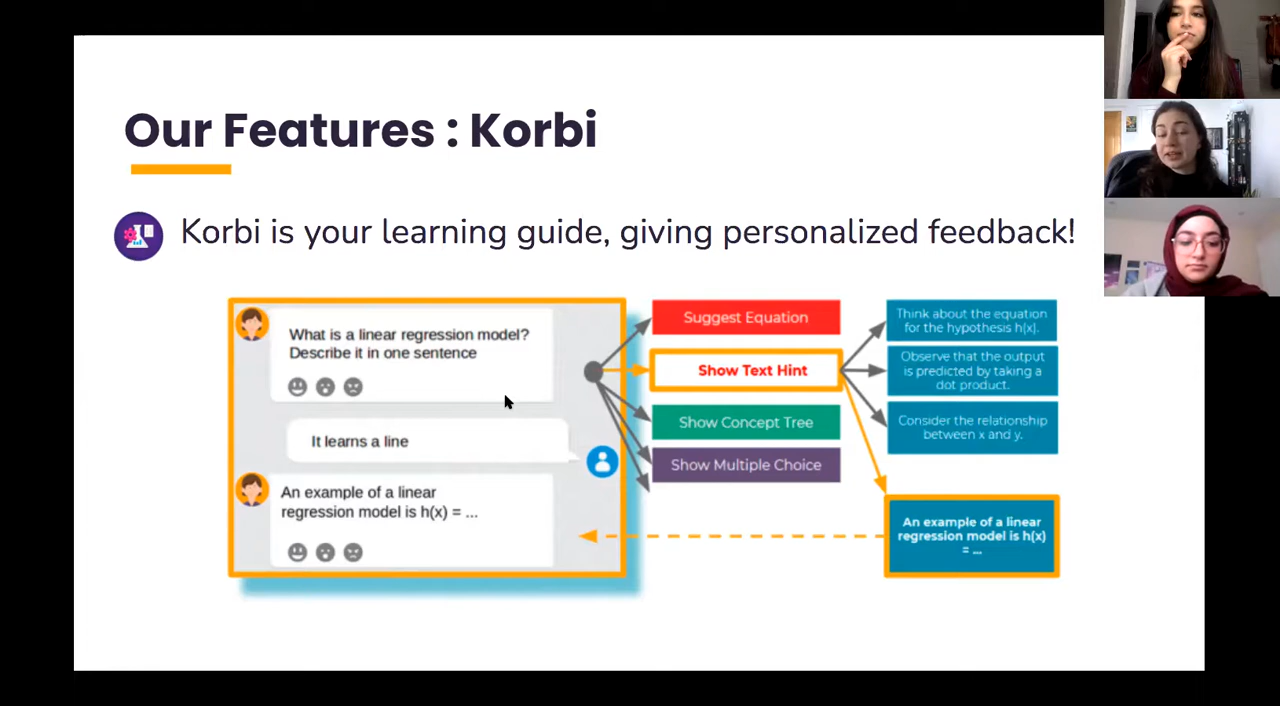 Our Features : Korbi
Korbi is your learning guide, giving personalized feedback!
What is a linear regression model?
Describe it in one sentence
It learns a line
An example of a linear
regression model is h(x) = ...
Suggest Equation
Show Text Hint
Show Concept Tree
Show Multiple Choice
Think about the equation
for the hypothesis h(x).
Observe that the output
is predicted by taking a
dot product.
Consider the relationship
between x and y.
An example of a linear
regression model is h(x)
= ...